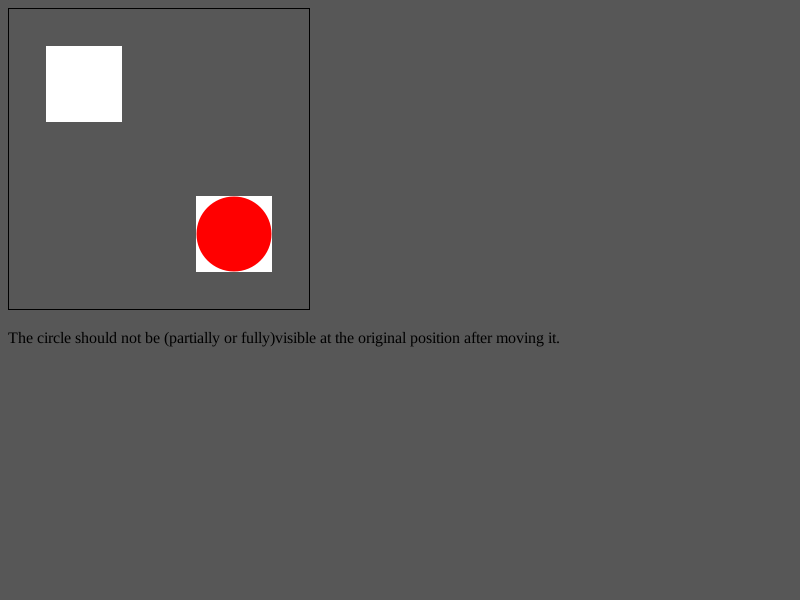 The circle should not be (partially or fully)visible at the original position after moving it.